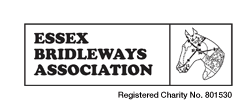 ESSEX
BRIDLEWAYS
ASSOCIATION
Registered Charity No. 801530